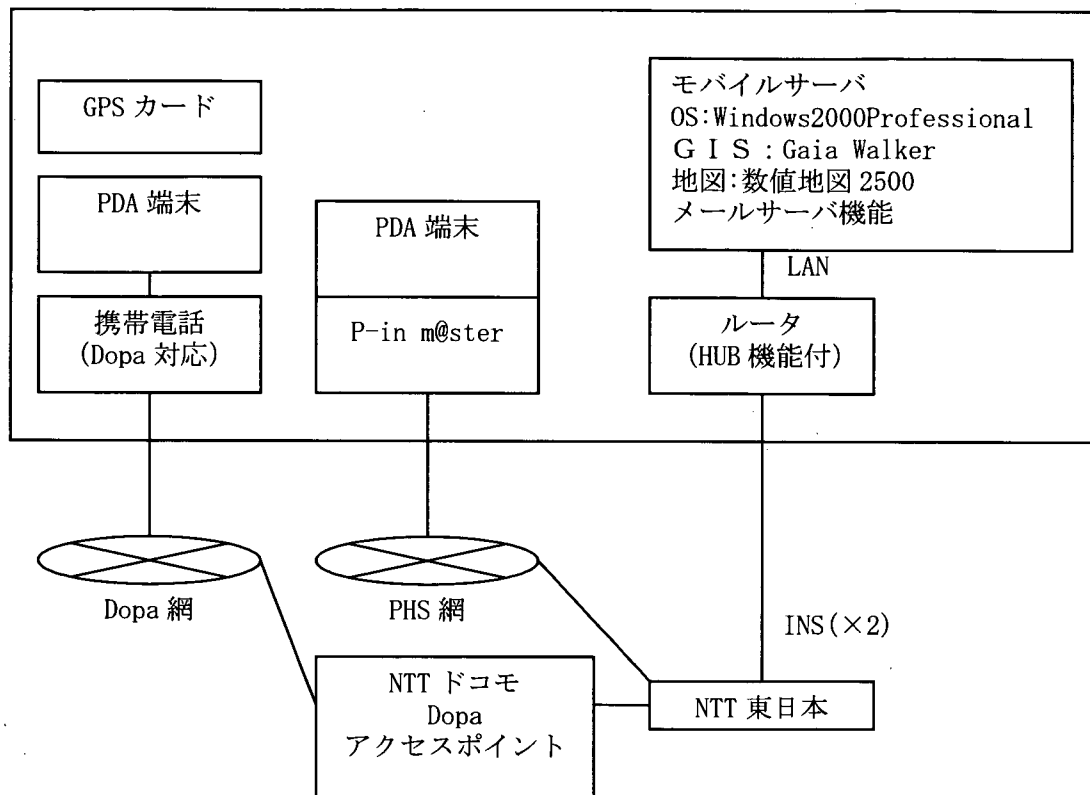 GPS カード
PDA 端末
携帯電話
(Dopa 対応)
PDA 端末
P-in m@ster
モバイルサーバ
OS:Windows2000Professional
ＧＩＳ：Gaia Walker
地図:数値地図 2500
メールサーバ機能
LAN
ルータ
(HUB 機能付)
Dopa 網
PHS 網
INS(×2)
NTT ドコモ
Dopa
アクセスポイント
NTT 東日本